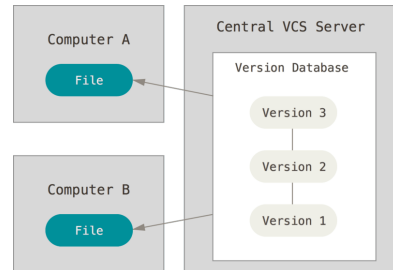 Computer A
File
Computer B
File
Central VCS Server
Version Database
Version 3
Version 2
Version 1